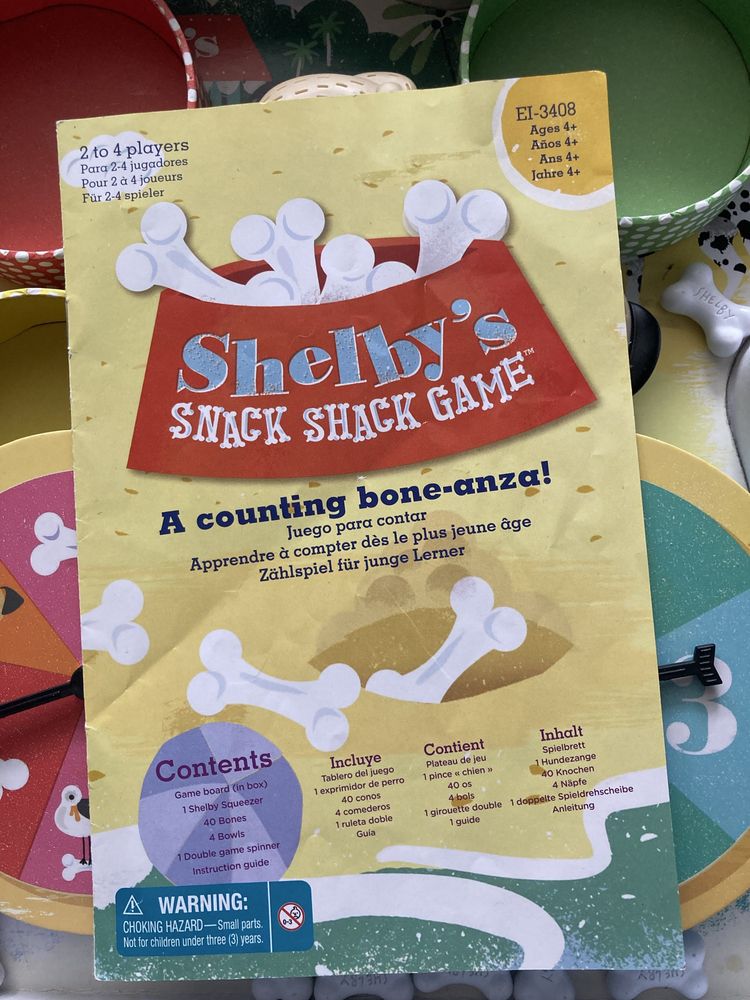 's
2 to 4 players
Para 2-4 jugadores
Pour 2 à 4 joueurs
Für 2-4 spieler
EI-3408
Ages 4+
Años 4+
Ans 4+
Jahre 4+
Shelby's
SNACK SHACK GAME™
SHELBY
A counting bone-anza!
Juego para contar
Apprendre à compter dès le plus jeune âge
Zählspiel für junge Lerner
3
Contents
Game board (in box)
1 Shelby Squeezer
40 Bones
4 Bowls
1 Double game spinner
Instruction guide
Incluye
Tablero del juego
1 exprimidor de perro
40 conos
4 comederos
1 ruleta doble
Guía
Contient
Plateau de jeu
1 pince « chien »
40 os
4 bols
1 girouette double
1 guide
Inhalt
Spielbrett
1 Hundezange
40 Knochen
4 Näpfe
1 doppelte Spieldrehscheibe
Anleitung
WARNING:
CHOKING HAZARD—Small parts.
Not for children under three (3) years.
0-3
SHELBY